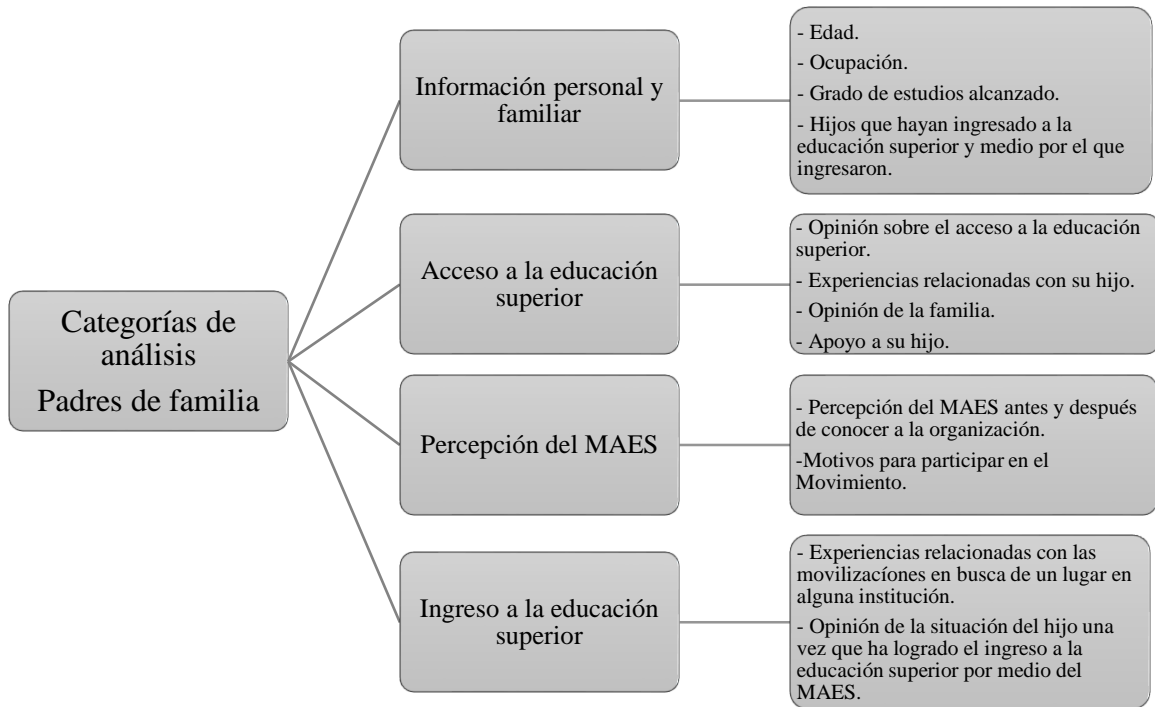 Categorías de
análisis
Padres de familia
Información personal y
familiar
- Edad.
- Ocupación.
- Grado de estudios alcanzado.
- Hijos que hayan ingresado a la
educación superior y medio por el que
ingresaron.
Acceso a la educación
superior
- Opinión sobre el acceso a la educación
superior.
- Experiencias relacionadas con su hijo.
- Opinión de la familia.
- Apoyo a su hijo.
Percepción del MAES
- Percepción del MAES antes y después
de conocer a la organización.
-Motivos para participar en el
Movimiento.
Ingreso a la educación
superior
- Experiencias relacionadas con las
movilizacíones en busca de un lugar en
alguna institución.
- Opinión de la situación del hijo una
vez que ha logrado el ingreso a la
educación superior por medio del
MAES.